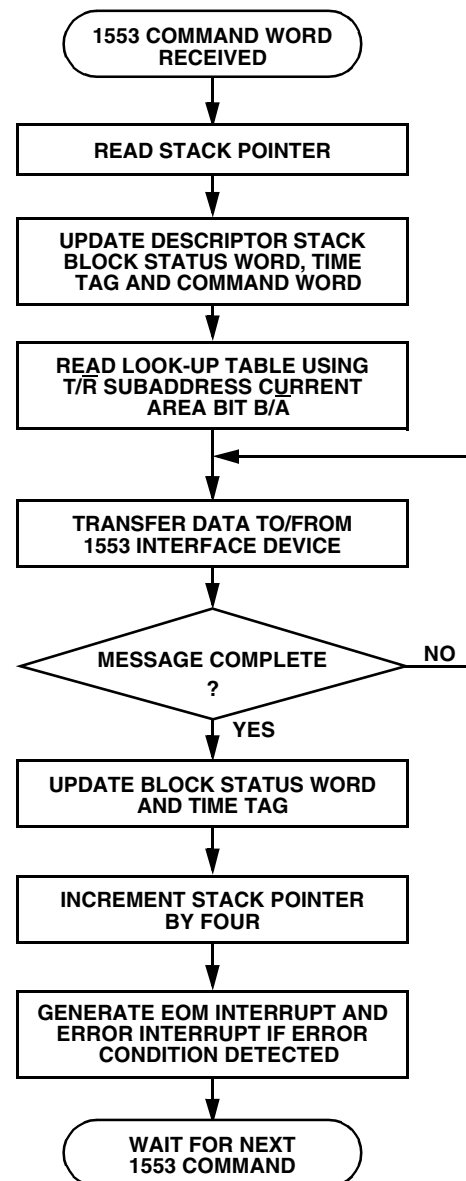 1553 COMMAND WORD
RECEIVED
READ STACK POINTER
UPDATE DESCRIPTOR STACK
BLOCK STATUS WORD, TIME
TAG AND COMMAND WORD
READ LOOK-UP TABLE USING
T/R̅ SUBADDRESS CURRENT
AREA BIT B/A̅
TRANSFER DATA TO/FROM
1553 INTERFACE DEVICE
MESSAGE COMPLETE
?
NO
YES
UPDATE BLOCK STATUS WORD
AND TIME TAG
INCREMENT STACK POINTER
BY FOUR
GENERATE EOM INTERRUPT AND
ERROR INTERRUPT IF ERROR
CONDITION DETECTED
WAIT FOR NEXT
1553 COMMAND